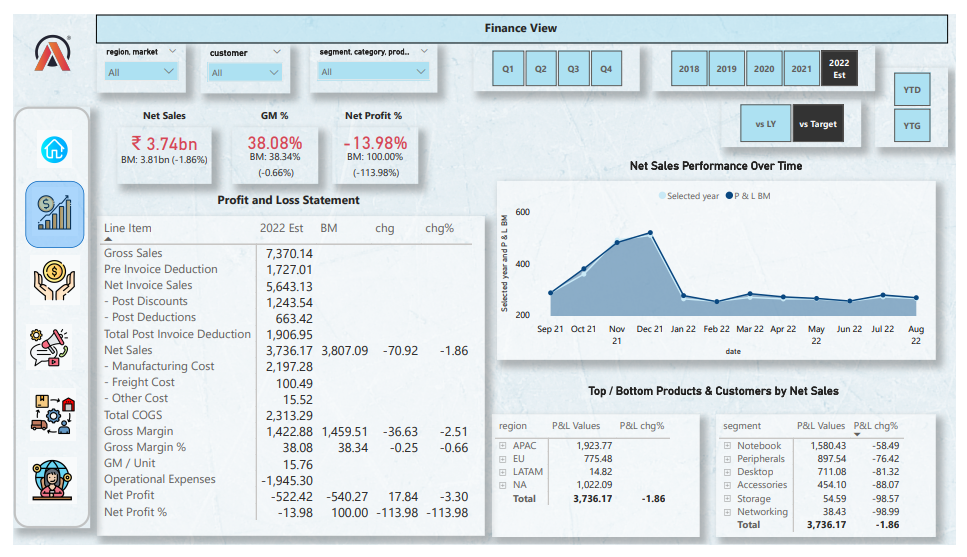 Finance View
region, market
customer
segment, category, prod..
All
All
All
Q1 Q2 Q3 Q4
2018 2019 2020 2021 2022 Est
YTD
YTG
vs LY vs Target
Net Sales
GM %
Net Profit %
₹ 3.74bn
BM: 3.81bn (-1.86%)
38.08%
BM: 38.34%
(-0.66%)
-13.98%
BM: 100.00%
(-113.98%)
Profit and Loss Statement
Line Item 2022 Est BM chg chg%
Gross Sales 7,370.14
Pre Invoice Deduction 1,727.01
Net Invoice Sales 5,643.13
- Post Discounts 1,243.54
- Post Deductions 663.42
Total Post Invoice Deduction 1,906.95
Net Sales 3,736.17 3,807.09 -70.92 -1.86
- Manufacturing Cost 2,197.28
- Freight Cost 100.49
- Other Cost 15.52
Total COGS 2,313.29
Gross Margin 1,422.88 1,459.51 -36.63 -2.51
Gross Margin % 38.08 38.34 -0.25 -0.66
GM / Unit 15.76
Operational Expenses -1,945.30
Net Profit -522.42 -540.27 17.84 -3.30
Net Profit % -13.98 100.00 -113.98 -113.98
Net Sales Performance Over Time
Selected year P & L BM
Selected year and P & L BM
600
400
200
Sep 21 Oct 21 Nov 21 Dec 21 Jan 22 Feb 22 Mar 22 Apr 22 May 22 Jun 22 Jul 22 Aug 22
date
Top / Bottom Products & Customers by Net Sales
region P&L Values P&L chg%
APAC 1,923.77
EU 775.48
LATAM 14.82
NA 1,022.09
Total 3,736.17 -1.86
segment P&L Values P&L chg%
Notebook 1,580.43 -58.49
Peripherals 897.54 -76.42
Desktop 711.08 -81.32
Accessories 454.10 -88.07
Storage 54.59 -98.57
Networking 38.43 -98.99
Total 3,736.17 -1.86